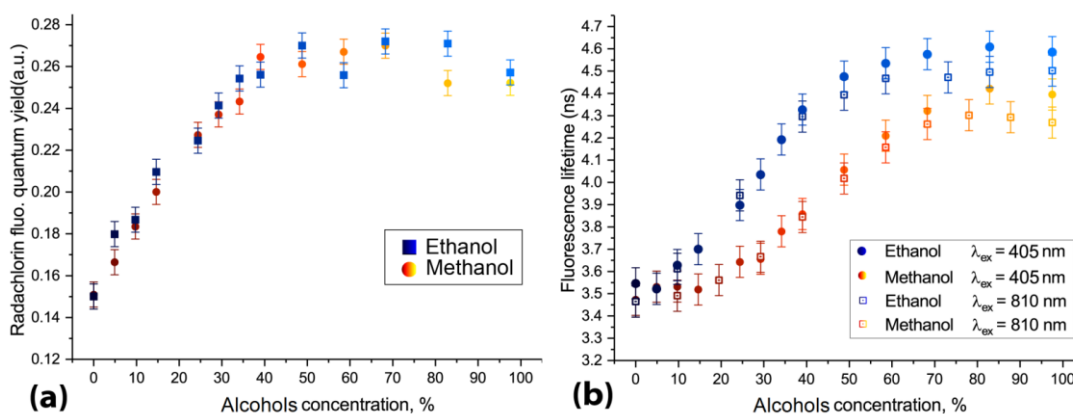 Radachlorin fluo. quantum yield(a.u.)
0.28
0.26
0.24
0.22
0.20
0.18
0.16
0.14
0.12
Ethanol
Methanol
0 10 20 30 40 50 60 70 80 90 100
(a)
Alcohols concentration, %
Fluorescence lifetime (ns)
4.7
4.6
4.5
4.4
4.3
4.2
4.1
4.0
3.9
3.8
3.7
3.6
3.5
3.4
3.3
3.2
Ethanol λex = 405 nm
Methanol λex = 405 nm
Ethanol λex = 810 nm
Methanol λex = 810 nm
0 10 20 30 40 50 60 70 80 90 100
(b)
Alcohols concentration, %